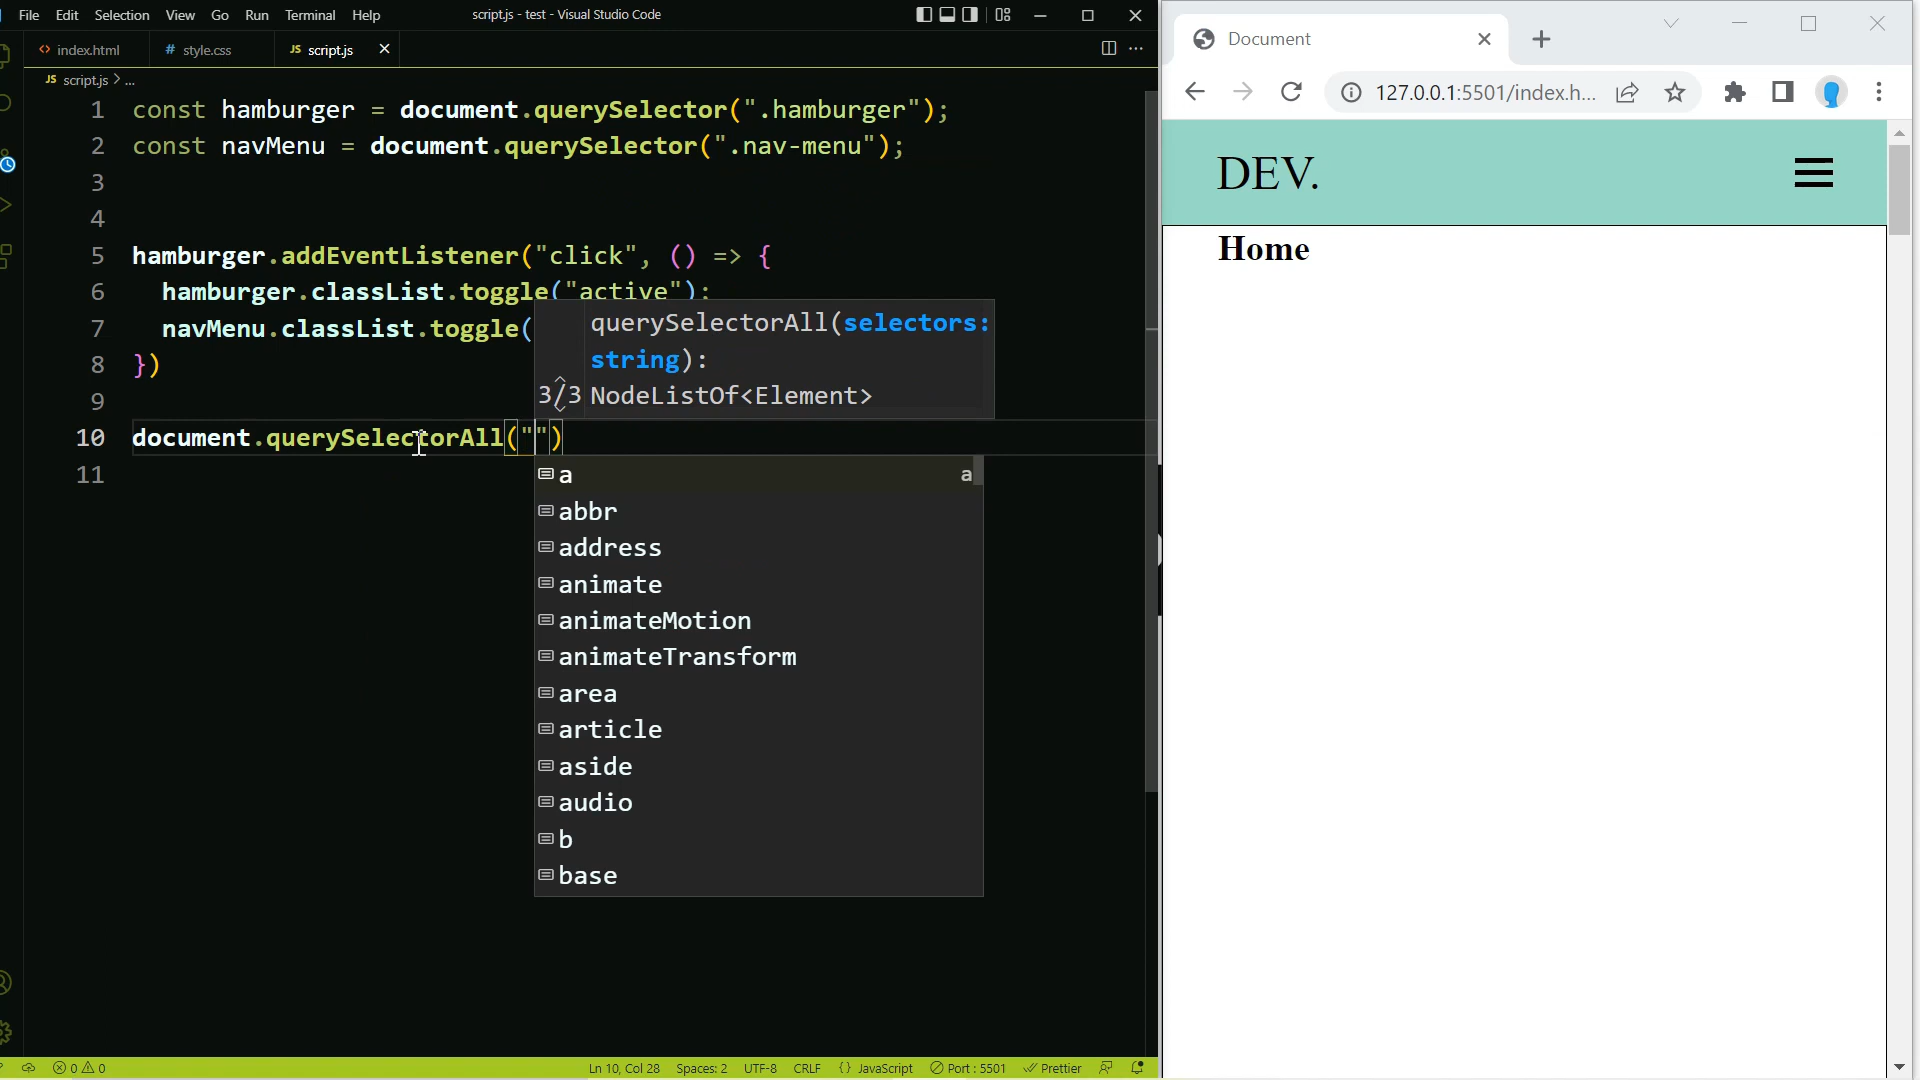 File Edit Selection View Go Run Terminal Help script.js - test - Visual Studio Code
index.html style.css JS script.js
JS script.js > ...
1 const hamburger = document.querySelector(".hamburger");
2 const navMenu = document.querySelector(".nav-menu");
3
4
5 hamburger.addEventListener("click", () => {
6 hamburger.classList.toggle("active");
7 navMenu.classList.toggle(
8 })
9
10 document.querySelectorAll("")
11
querySelectorAll(selectors:
string):
3/3 NodeListOf<Element>
a a
abbr
address
animate
animateMotion
animateTransform
area
article
aside
audio
b
base
0 0 Ln 10, Col 28 Spaces: 2 UTF-8 CRLF {} JavaScript Port : 5501 Prettier
Document
127.0.0.1:5501/index.h...
DEV.
Home